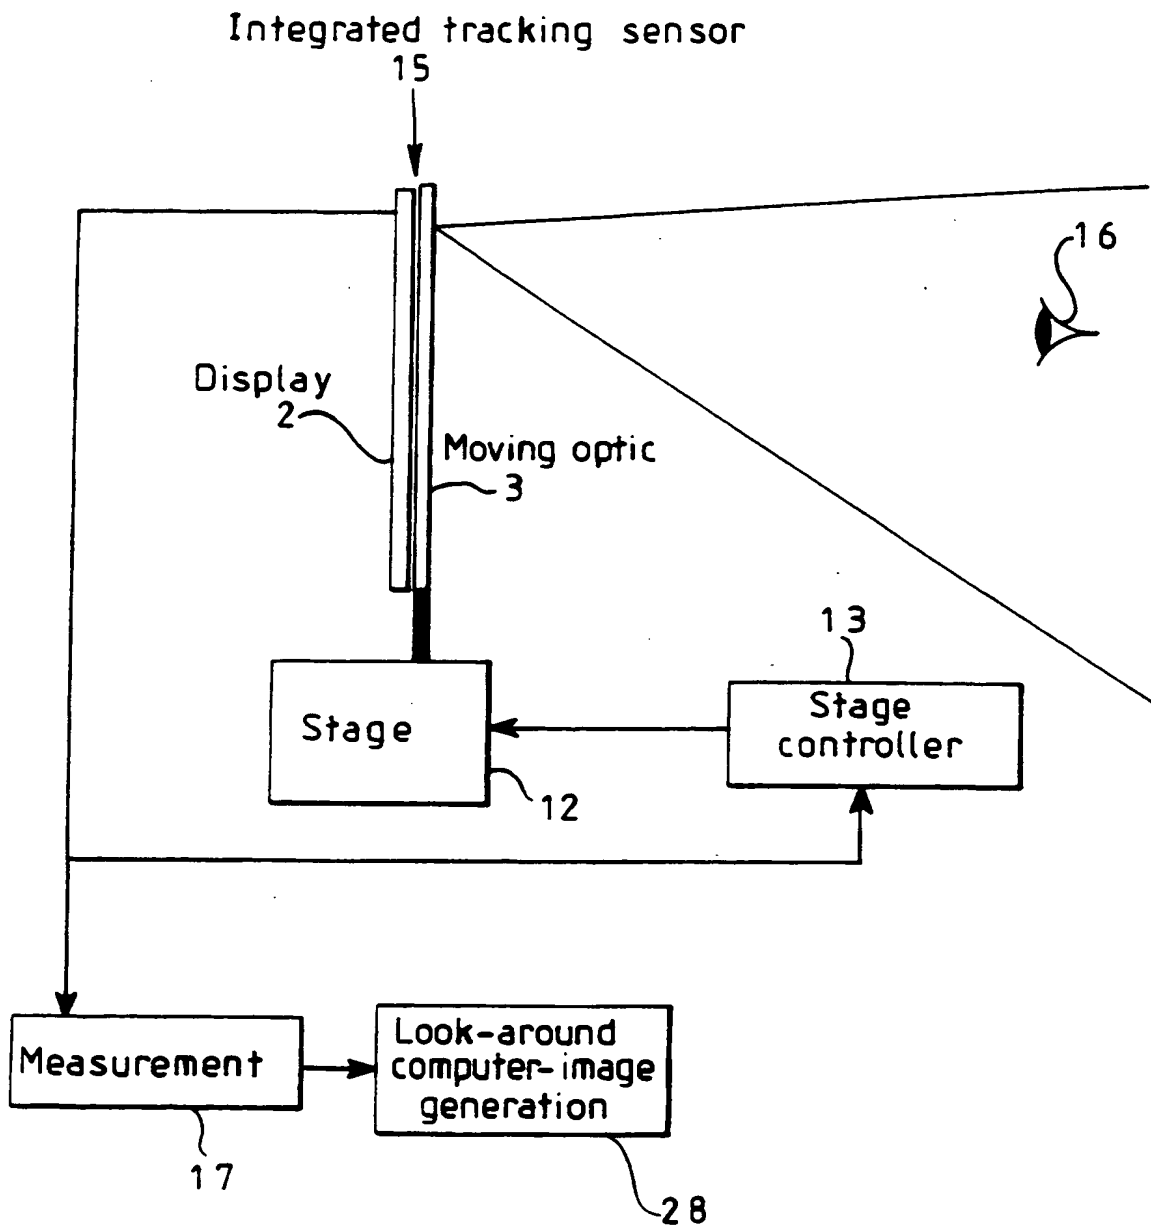 Integrated tracking sensor
15
16
Display
2
Moving optic
3
13
Stage
controller
Stage
12
Measurement
17
Look-around
computer-image
generation
28